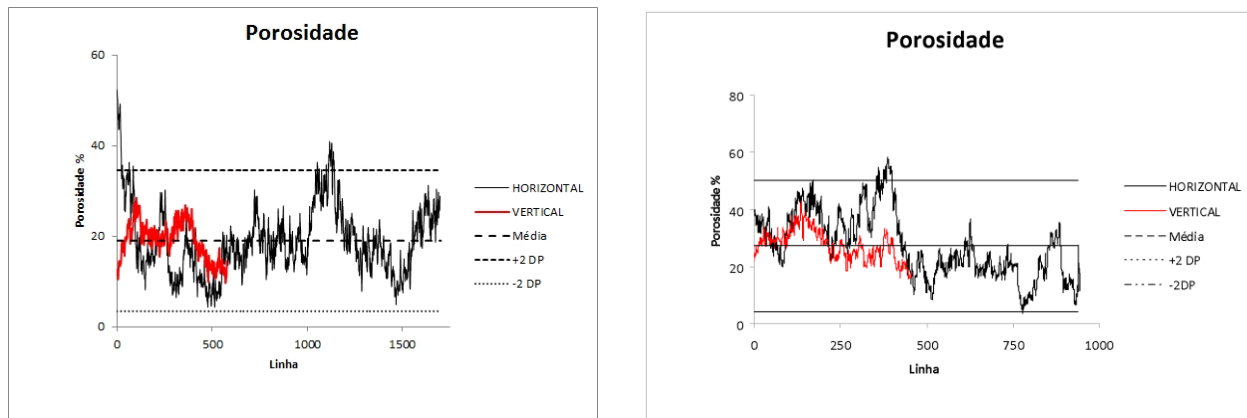 Porosidade
60
40
20
0
Porosidade %
0
500
1000
1500
Linha
HORIZONTAL
VERTICAL
Média
+2 DP
-2 DP
Porosidade
80
60
40
20
0
Porosidade %
0
250
500
750
1000
Linha
HORIZONTAL
VERTICAL
Média
+2 DP
-2DP